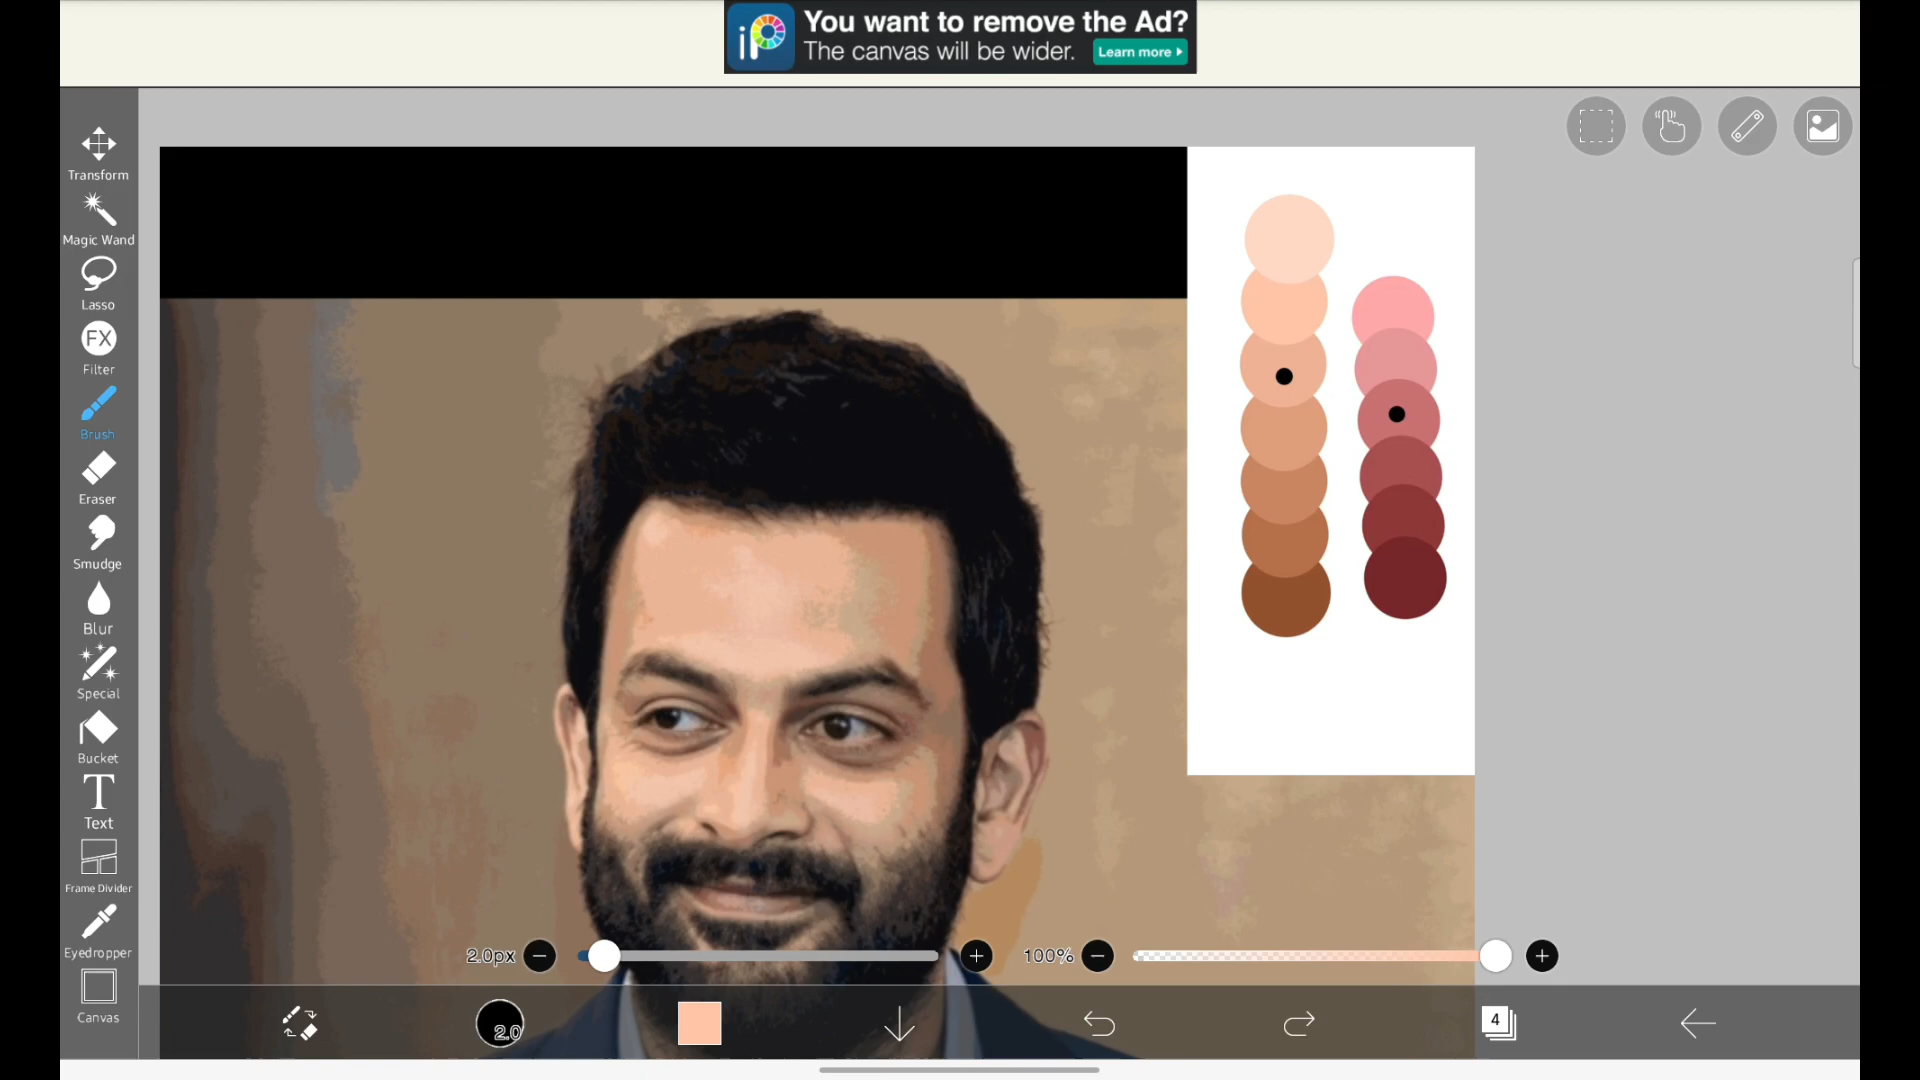 iP
You want to remove the Ad?
The canvas will be wider.
Learn more
Transform
Magic Wand
Lasso
FX
Filter
Brush
Eraser
Smudge
Blur
Special
Bucket
T
Text
Frame Divider
Eyedropper
Canvas
2.0px
100%
2.0
4